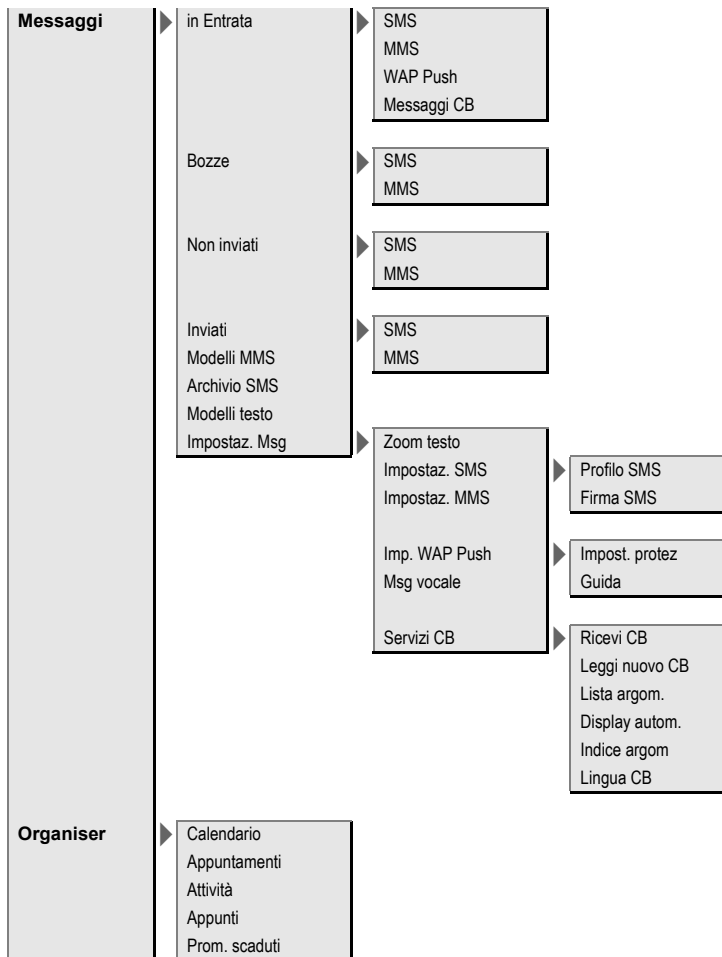 Messaggi
in Entrata
SMS
MMS
WAP Push
Messaggi CB
Bozze
SMS
MMS
Non inviati
SMS
MMS
Inviati
SMS
MMS
Modelli MMS
Archivio SMS
Modelli testo
Impostaz. Msg
Zoom testo
Impostaz. SMS
Profilo SMS
Firma SMS
Impostaz. MMS
Imp. WAP Push
Impost. protez
Guida
Msg vocale
Servizi CB
Ricevi CB
Leggi nuovo CB
Lista argom.
Display autom.
Indice argom
Lingua CB
Organiser
Calendario
Appuntamenti
Attività
Appunti
Prom. scaduti